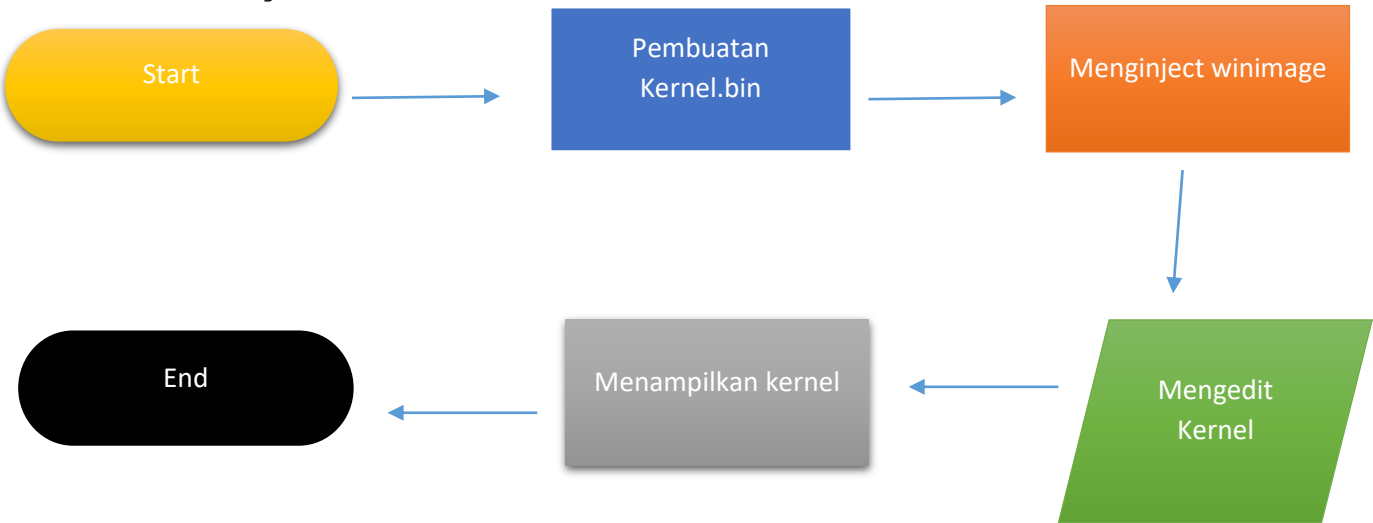 Start
Pembuatan
Kernel.bin
Menginject winimage
Mengedit
Kernel
Menampilkan kernel
End